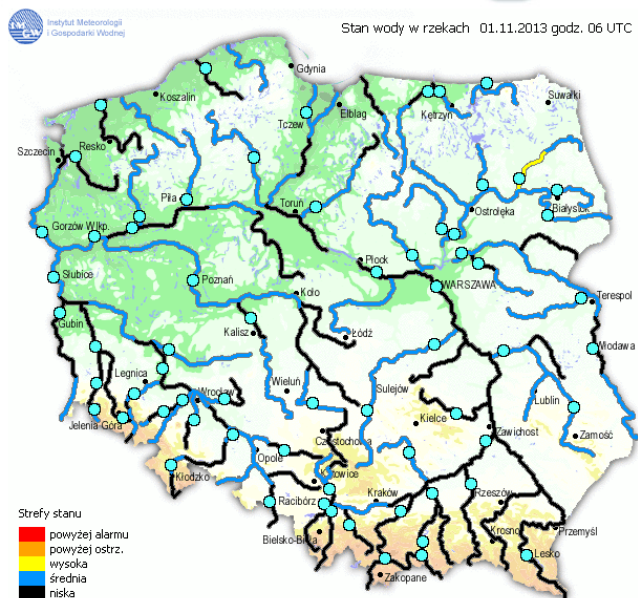 Instytut Meteorologii
i Gospodarki Wodnej
Stan wody w rzekach 01.11.2013 godz. 06 UTC
Gdynia
Koszalin
Suwałki
Elbląg
Kętrzyn
Tczew
Resko
Szczecin
Piła
Toruń
Ostrołęka
Białystok
Gorzów Wlkp.
Płock
Słubice
Poznań
Koło
WARSZAWA
Terespol
Gubin
Kalisz
Łódź
Włodawa
Legnica
Wieluń
Sulejów
Lublin
Wrocław
Jelenia Góra
Kielce
Zawichost
Zamość
Częstochowa
Opole
Kłodzko
Katowice
Racibórz
Kraków
Rzeszów
Strefy stanu
Przemyśl
Krosno
powyżej alarmu
Bielsko-Biała
powyżej ostrz.
Lesko
wysoka
Zakopane
średnia
niska